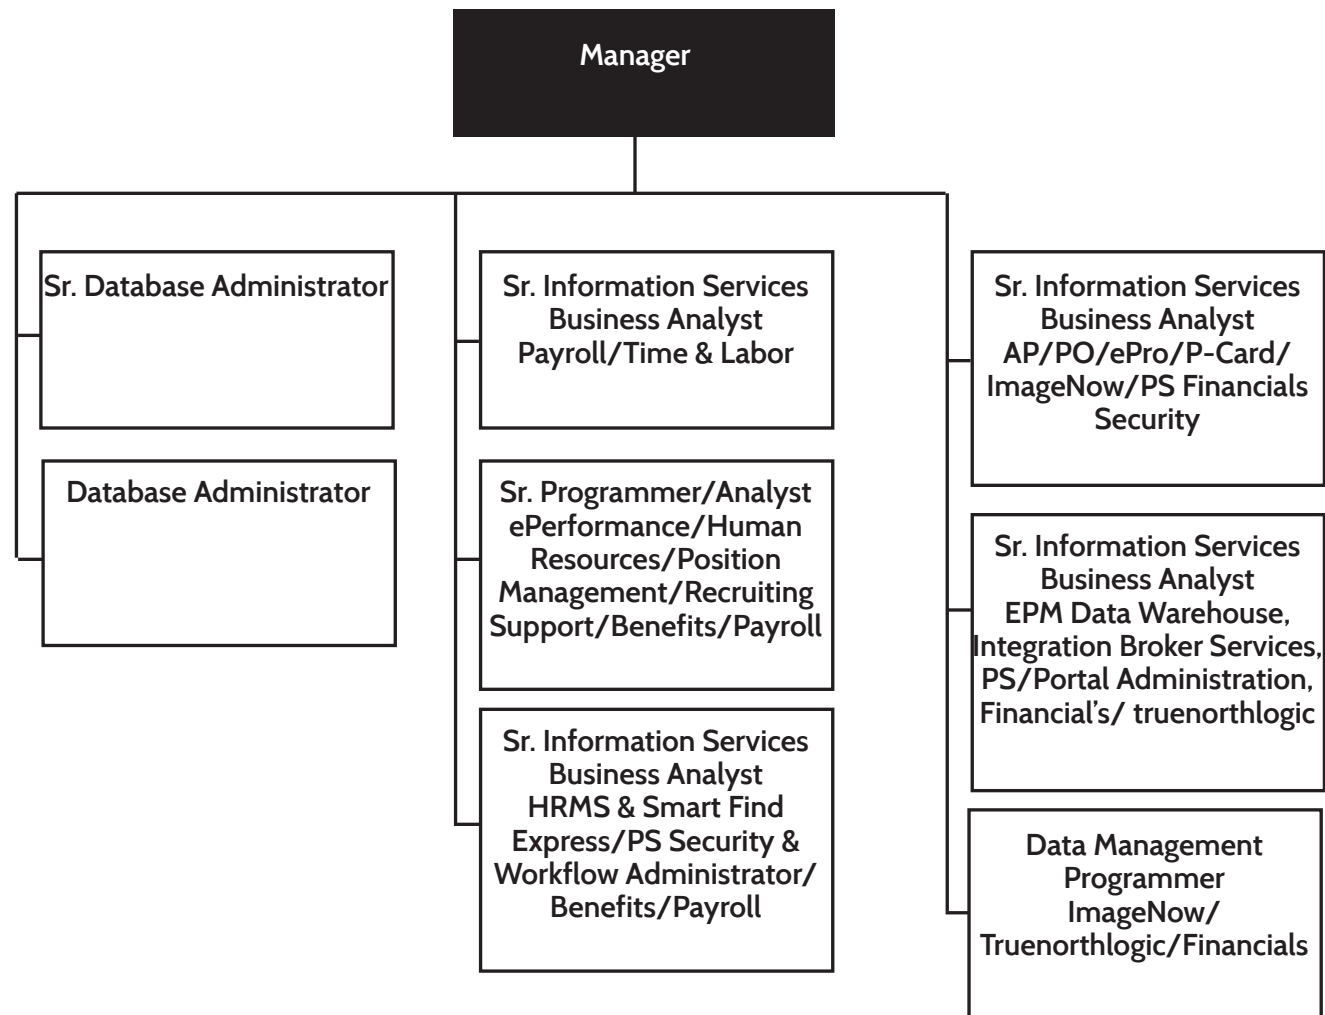 Manager
Sr. Database Administrator
Database Administrator
Sr. Information Services
Business Analyst
Payroll/Time & Labor
Sr. Programmer/Analyst
ePerformance/Human
Resources/Position
Management/Recruiting
Support/Benefits/Payroll
Sr. Information Services
Business Analyst
HRMS & Smart Find
Express/PS Security &
Workflow Administrator/
Benefits/Payroll
Sr. Information Services
Business Analyst
AP/PO/ePro/P-Card/
ImageNow/PS Financials
Security
Sr. Information Services
Business Analyst
EPM Data Warehouse,
Integration Broker Services,
PS/Portal Administration,
Financial’s/ truenorthlogic
Data Management
Programmer
ImageNow/
Truenorthlogic/Financials